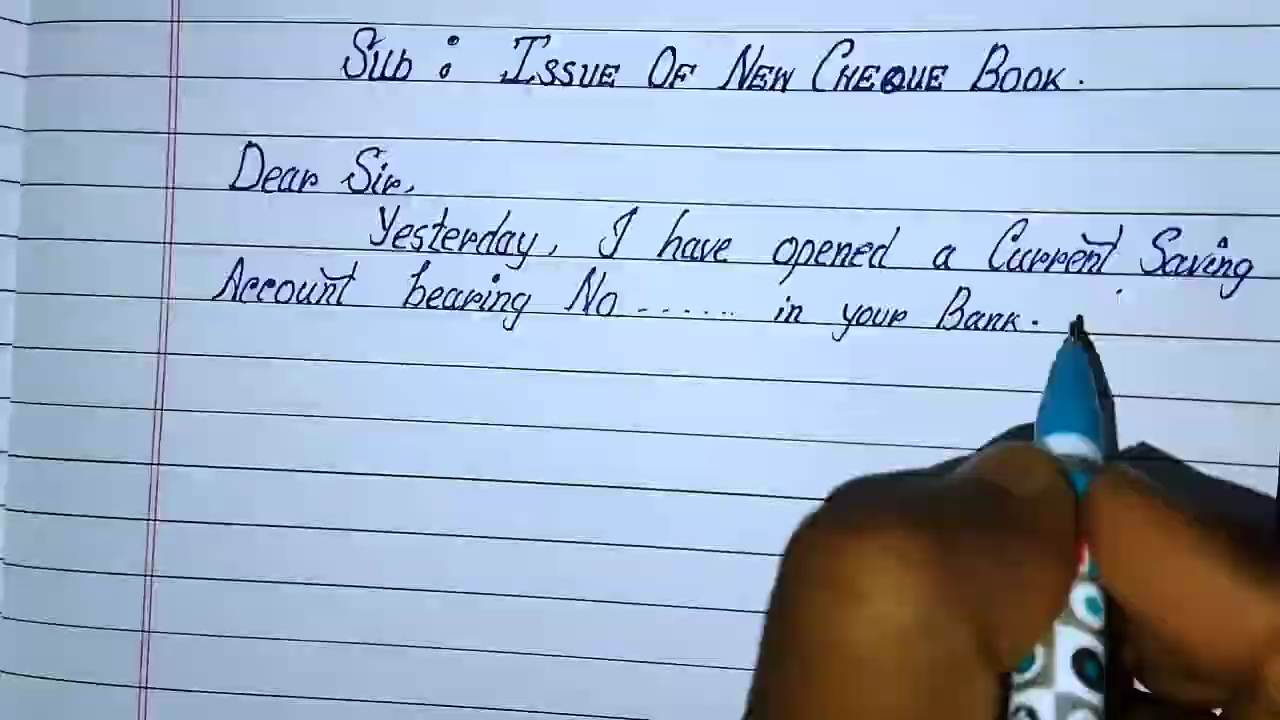 Sub : ISSUE OF NEW CHEQUE BOOK.
Dear Sir,
Yesterday, I have opened a Current Saving
Account bearing No ...... in your Bank.